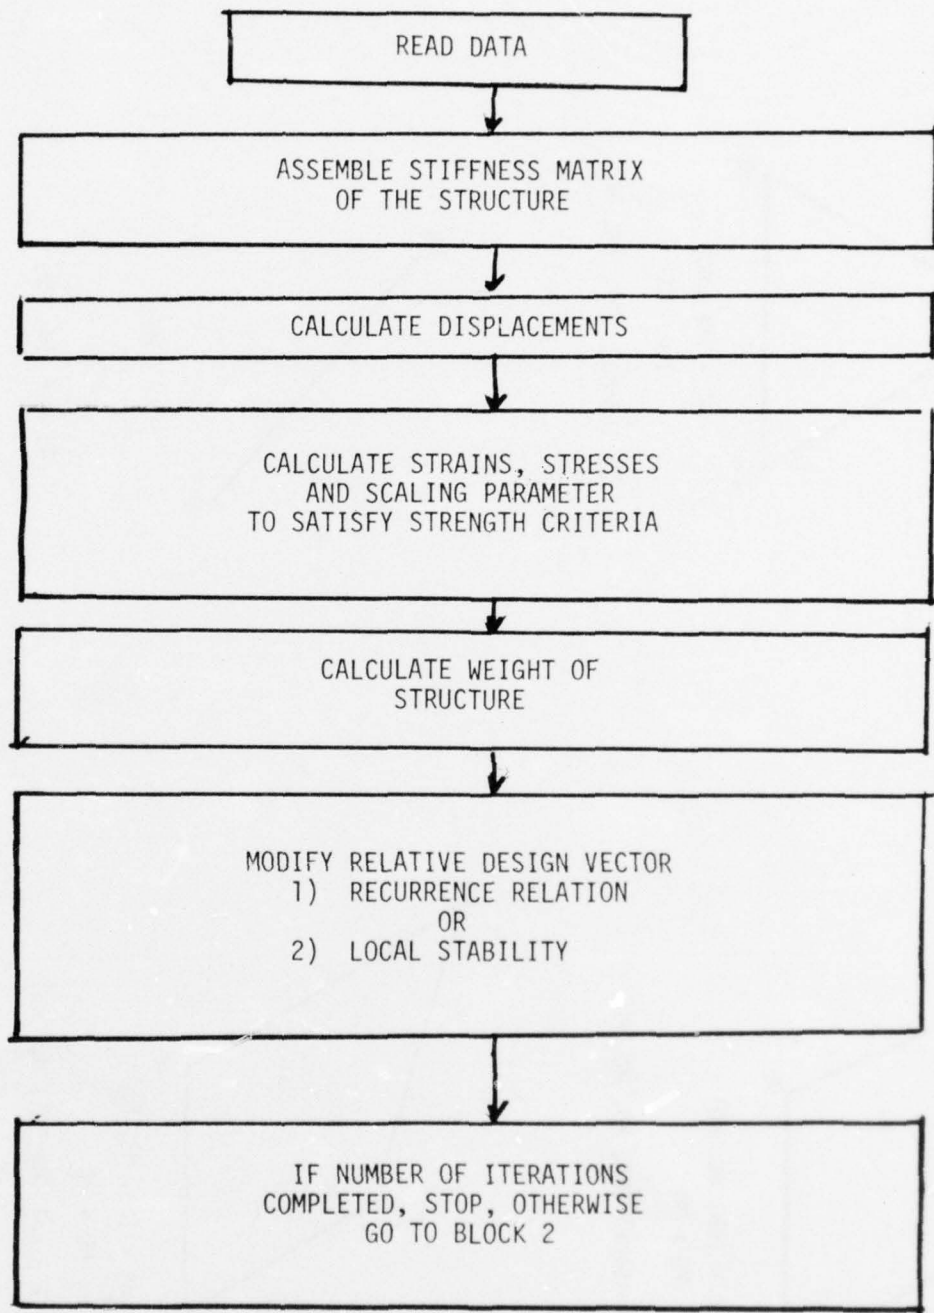 READ DATA
ASSEMBLE STIFFNESS MATRIX
OF THE STRUCTURE
CALCULATE DISPLACEMENTS
CALCULATE STRAINS, STRESSES
AND SCALING PARAMETER
TO SATISFY STRENGTH CRITERIA
CALCULATE WEIGHT OF
STRUCTURE
MODIFY RELATIVE DESIGN VECTOR
1) RECURRENCE RELATION
OR
2) LOCAL STABILITY
IF NUMBER OF ITERATIONS
COMPLETED, STOP, OTHERWISE
GO TO BLOCK 2